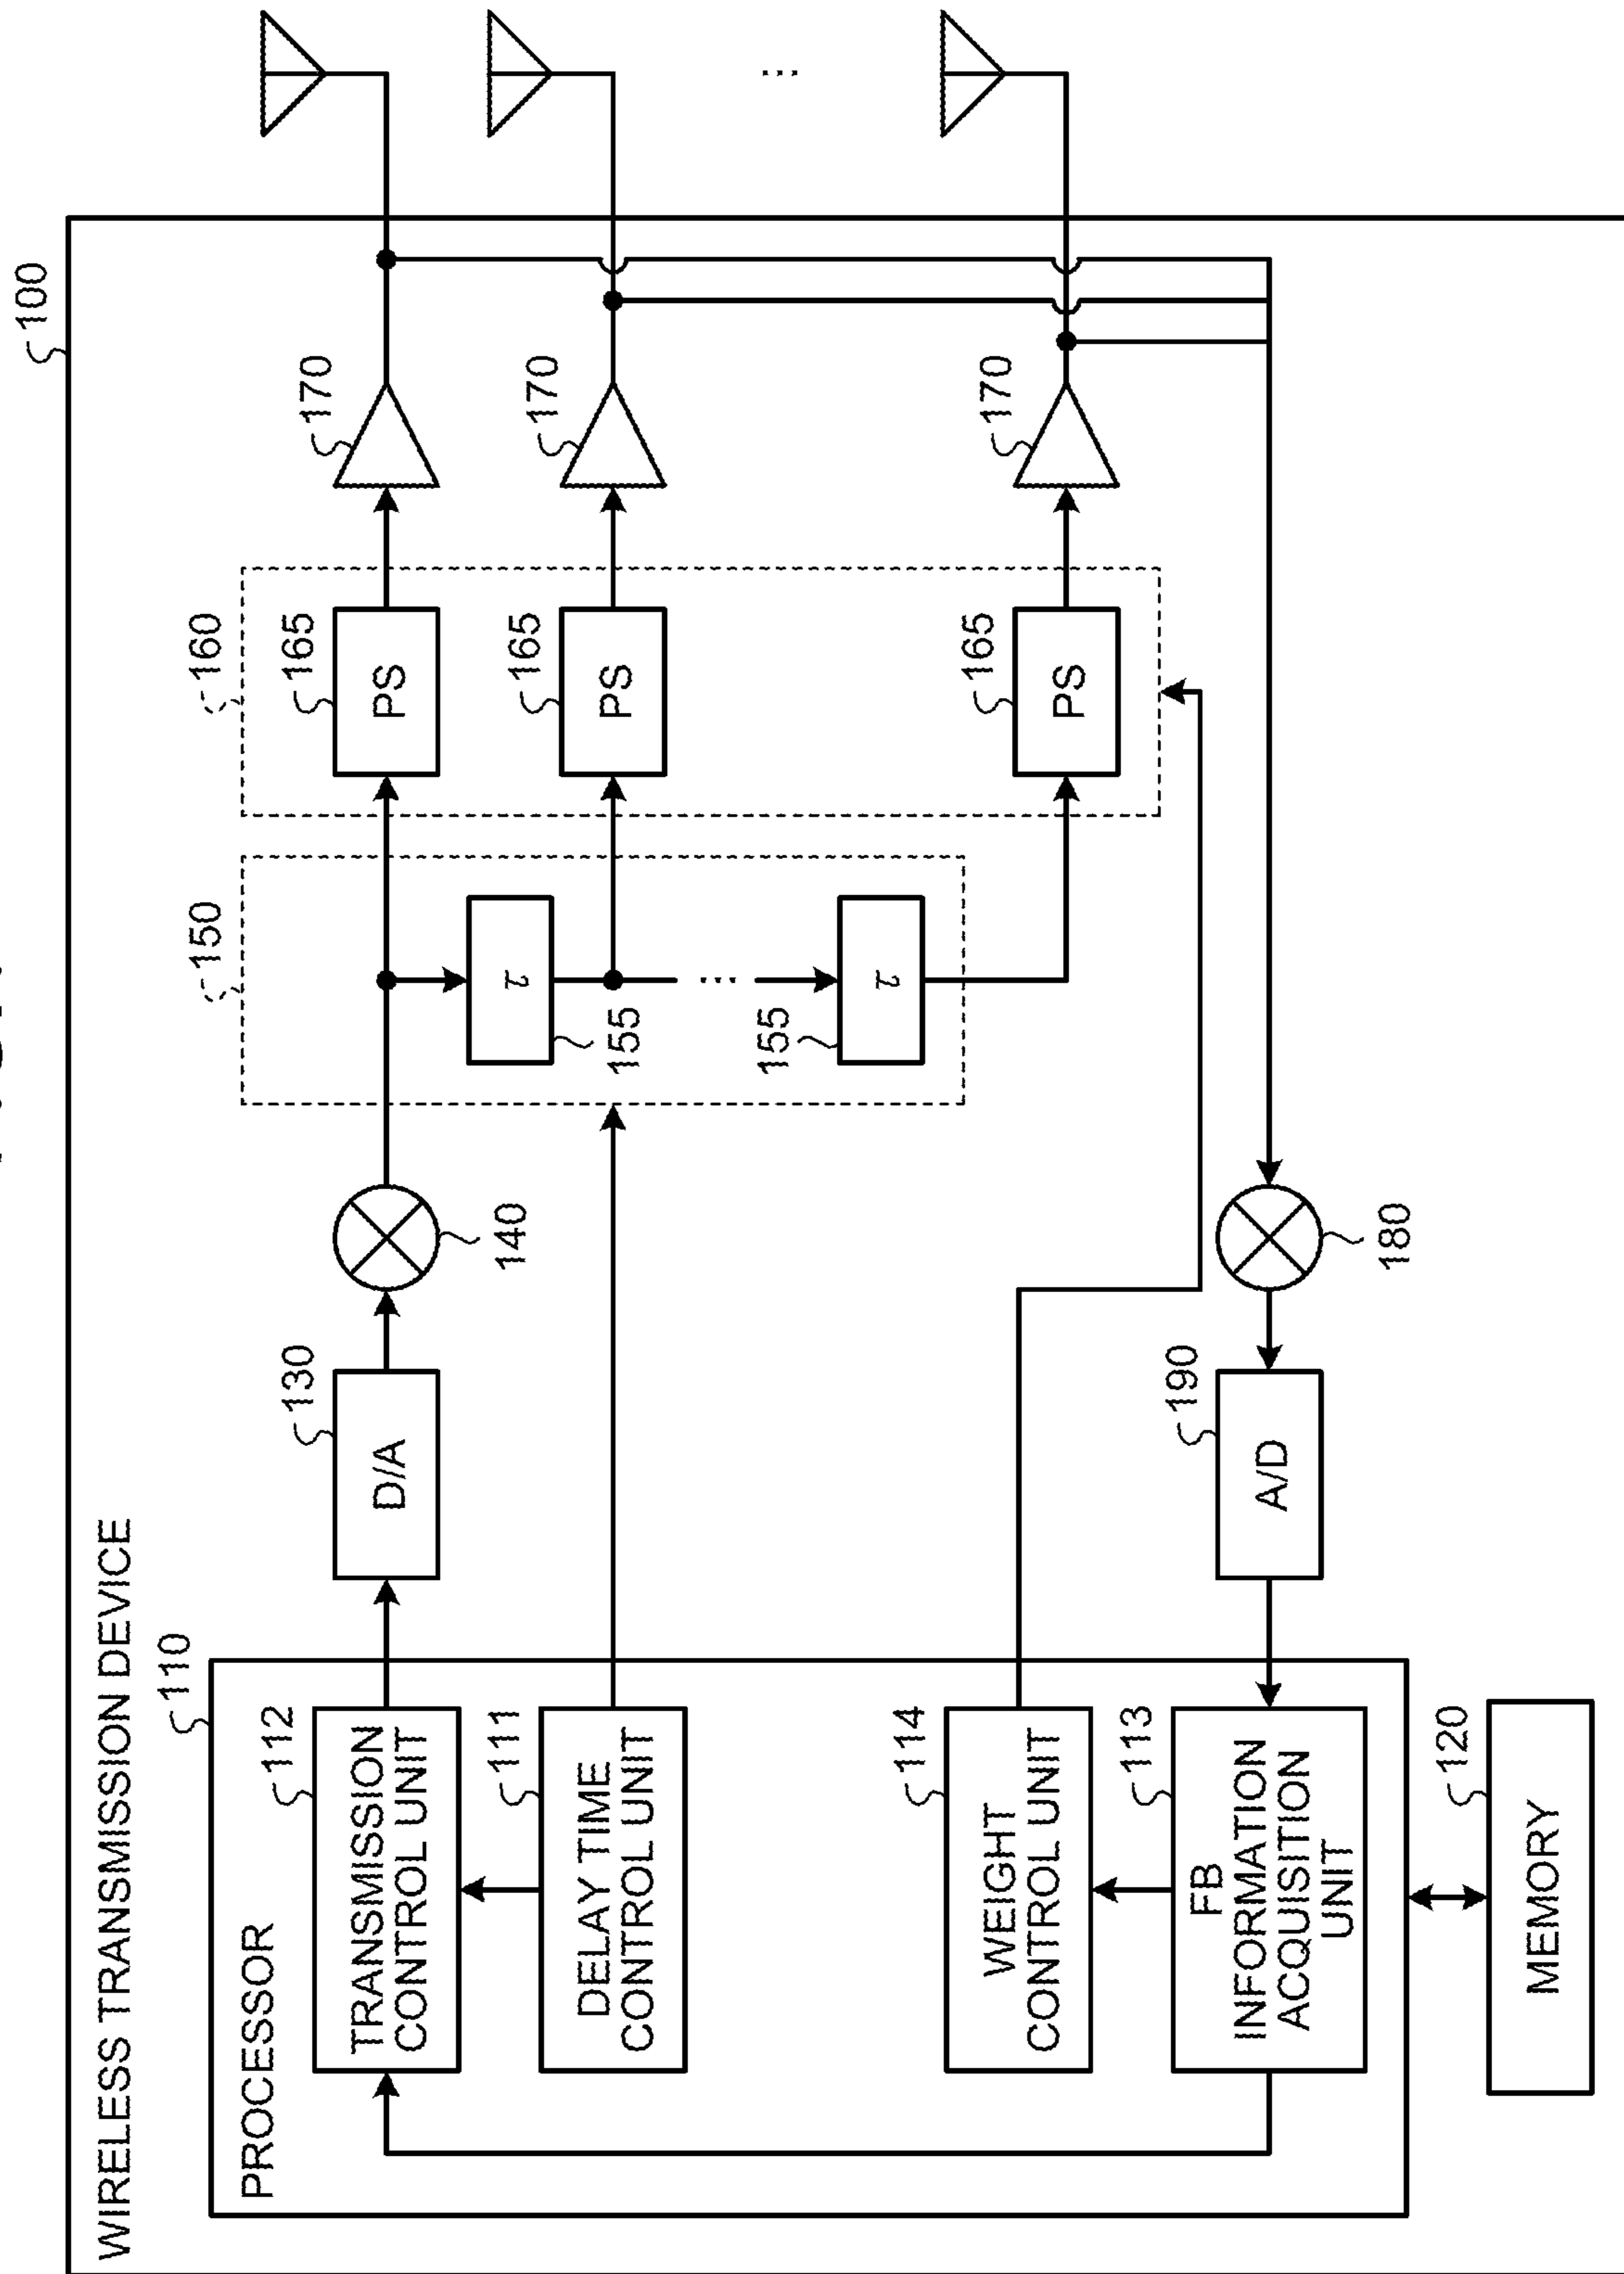 100
WIRELESS TRANSMISSION DEVICE
110
PROCESSOR
112
TRANSMISSION
CONTROL UNIT
111
DELAY TIME
CONTROL UNIT
114
WEIGHT
CONTROL UNIT
113
FB
INFORMATION
ACQUISITION
UNIT
120
MEMORY
130
D/A
140
150
τ
155
...
155
τ
160
165
PS
165
PS
165
PS
170
170
170
...
180
190
A/D